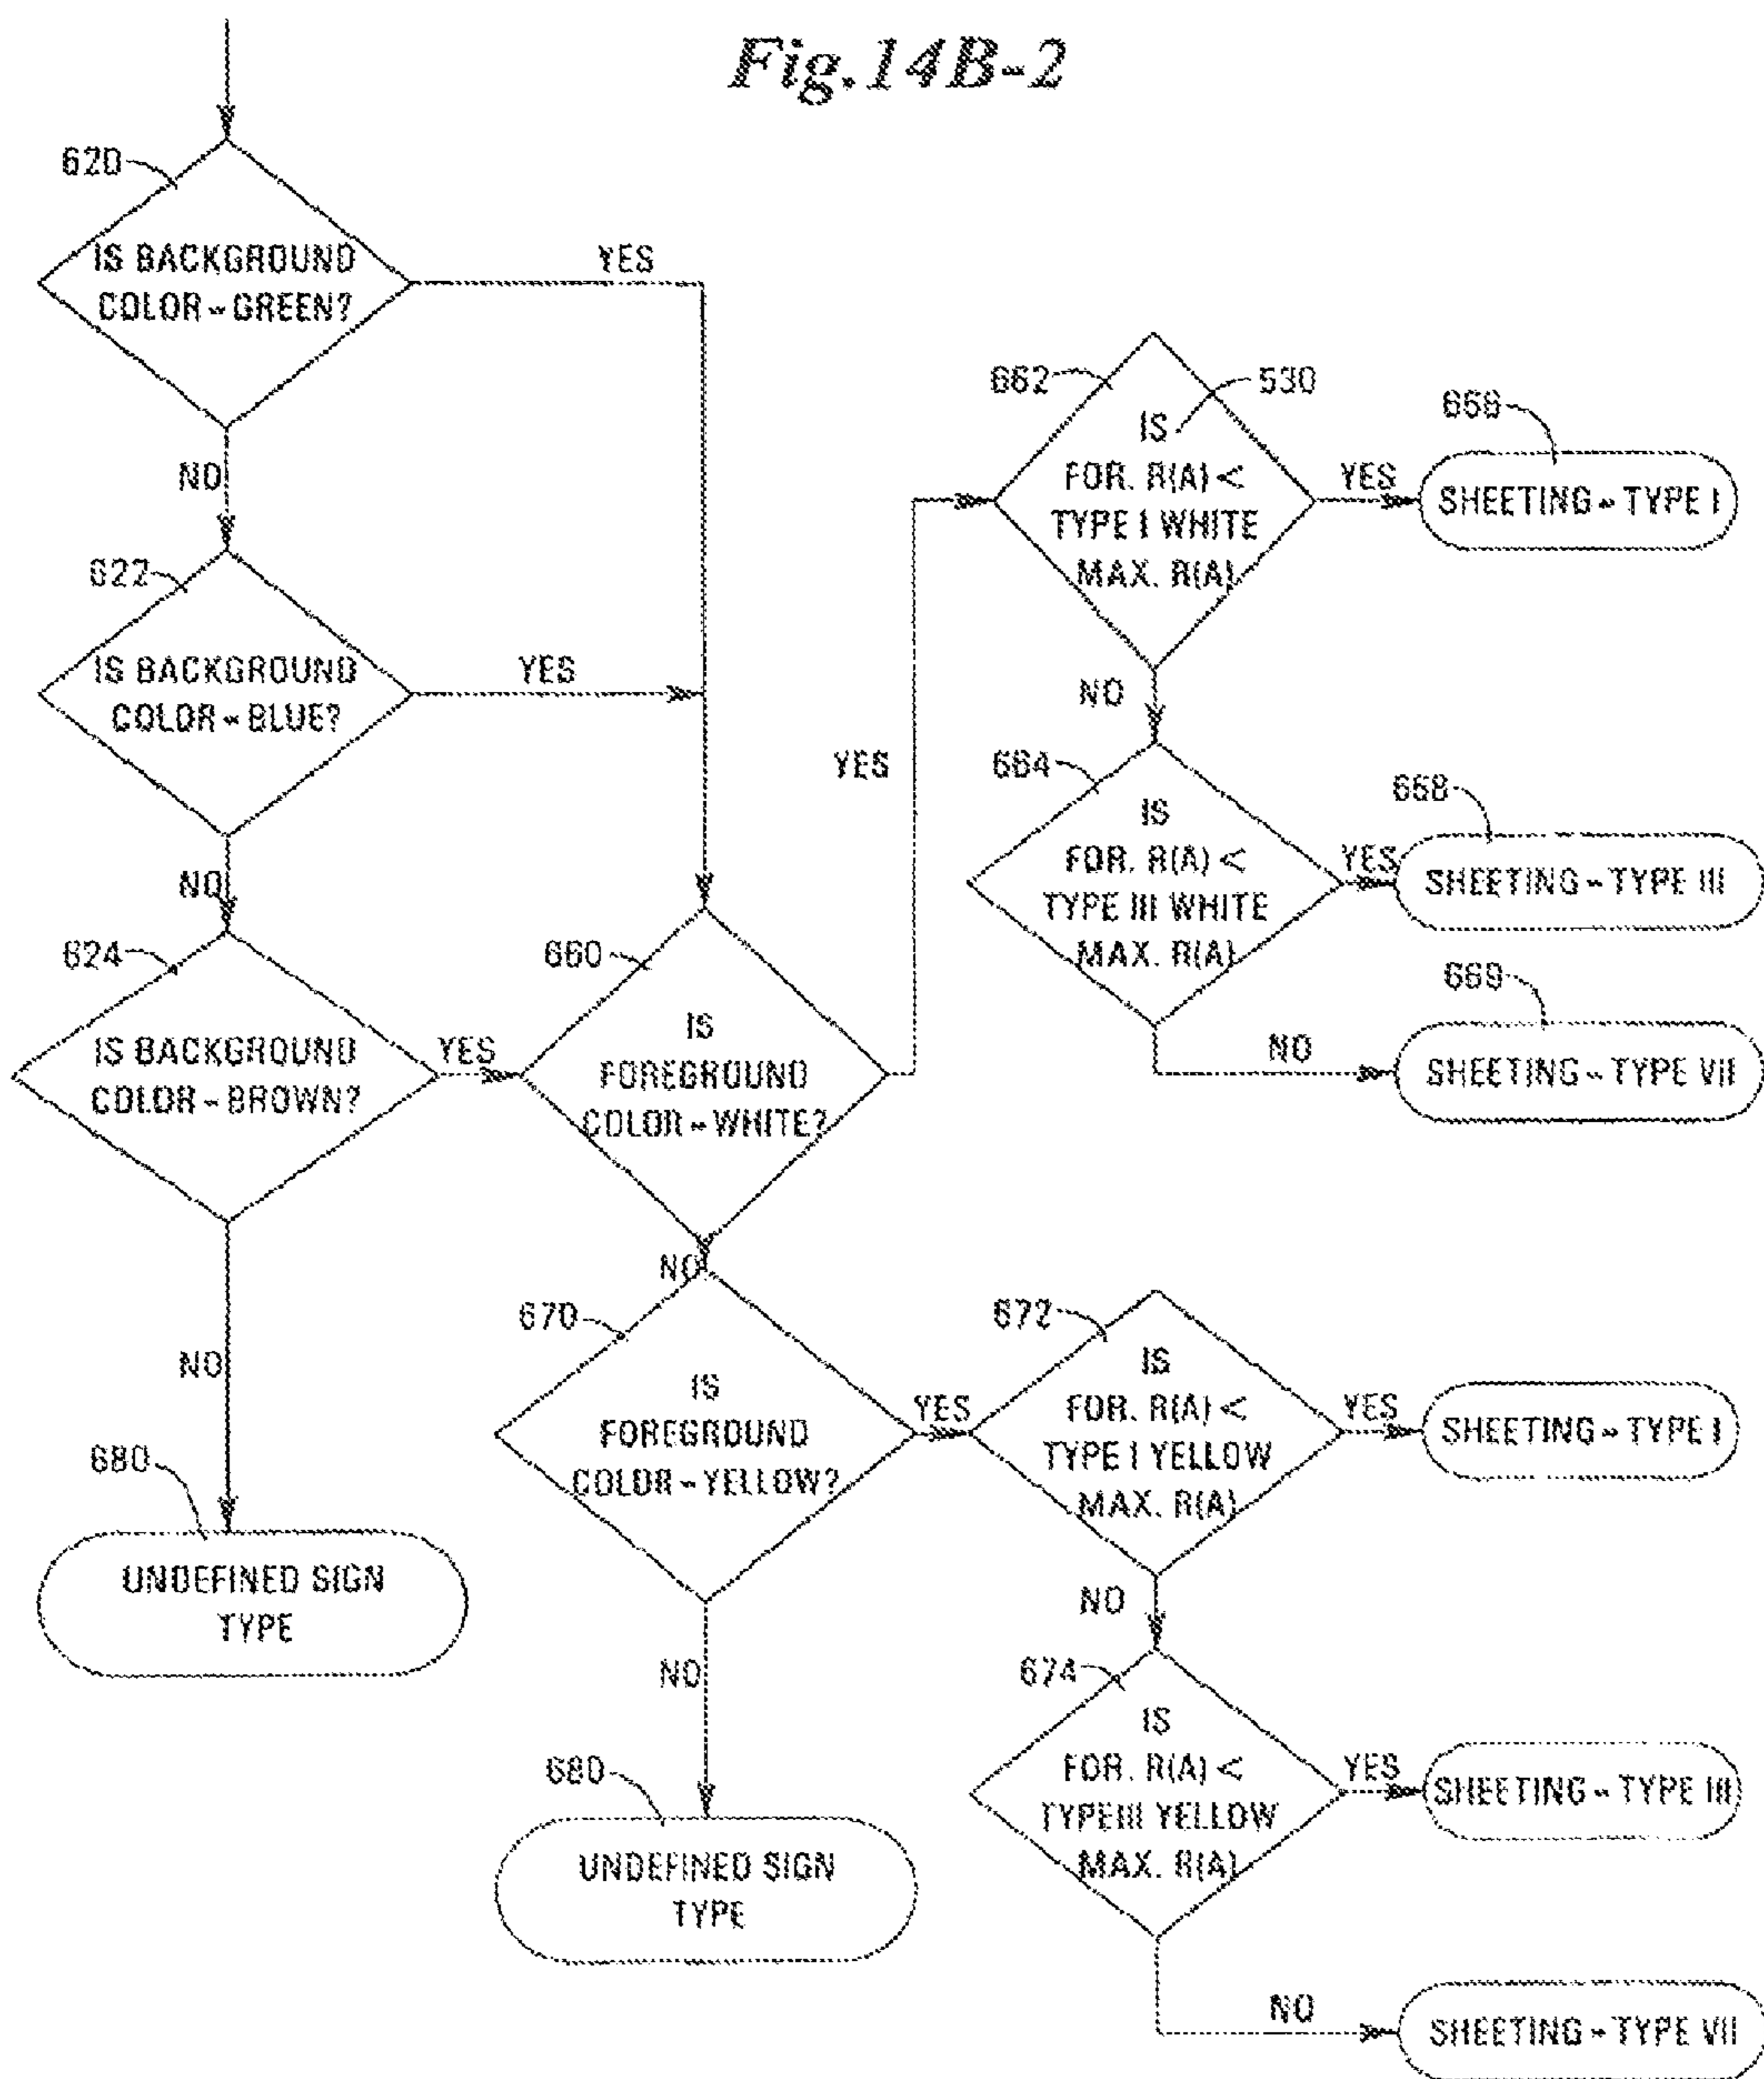 Fig.14B-2
620
IS BACKGROUND
COLOR = GREEN?
YES
NO
622
IS BACKGROUND
COLOR = BLUE?
YES
NO
624
IS BACKGROUND
COLOR = BROWN?
YES
NO
680
UNDEFINED SIGN
TYPE
660
IS
FOREGROUND
COLOR = WHITE?
YES
NO
662
530
IS
FOR. R(A) <
TYPE I WHITE
MAX. R(A)
YES
666
SHEETING = TYPE I
NO
664
IS
FOR. R(A) <
TYPE III WHITE
MAX. R(A)
YES
668
SHEETING = TYPE III
669
NO
SHEETING = TYPE VII
670
IS
FOREGROUND
COLOR = YELLOW?
YES
NO
680
UNDEFINED SIGN
TYPE
672
IS
FOR. R(A) <
TYPE I YELLOW
MAX. R(A)
YES
SHEETING = TYPE I
NO
674
IS
FOR. R(A) <
TYPEIII YELLOW
MAX. R(A)
YES
SHEETING = TYPE III
NO
SHEETING = TYPE VII